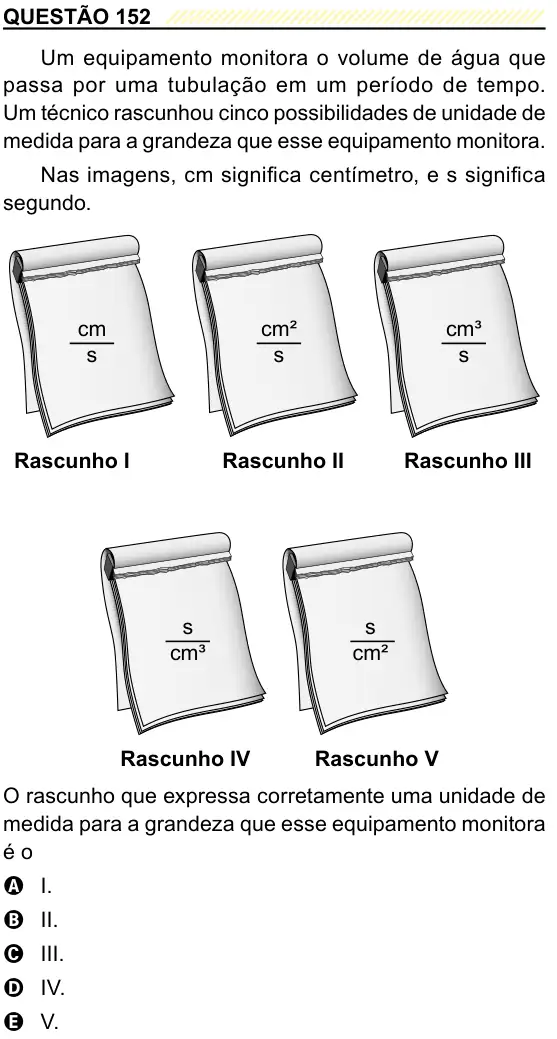 QUESTÃO 152
Um equipamento monitora o volume de água que
passa por uma tubulação em um período de tempo.
Um técnico rascunhou cinco possibilidades de unidade de
medida para a grandeza que esse equipamento monitora.
Nas imagens, cm significa centímetro, e s significa
segundo.
cm
s
cm²
s
cm³
s
Rascunho I
Rascunho II
Rascunho III
s
cm³
s
cm²
Rascunho IV
Rascunho V
O rascunho que expressa corretamente uma unidade de
medida para a grandeza que esse equipamento monitora
é o
A I.
B II.
C III.
D IV.
E V.